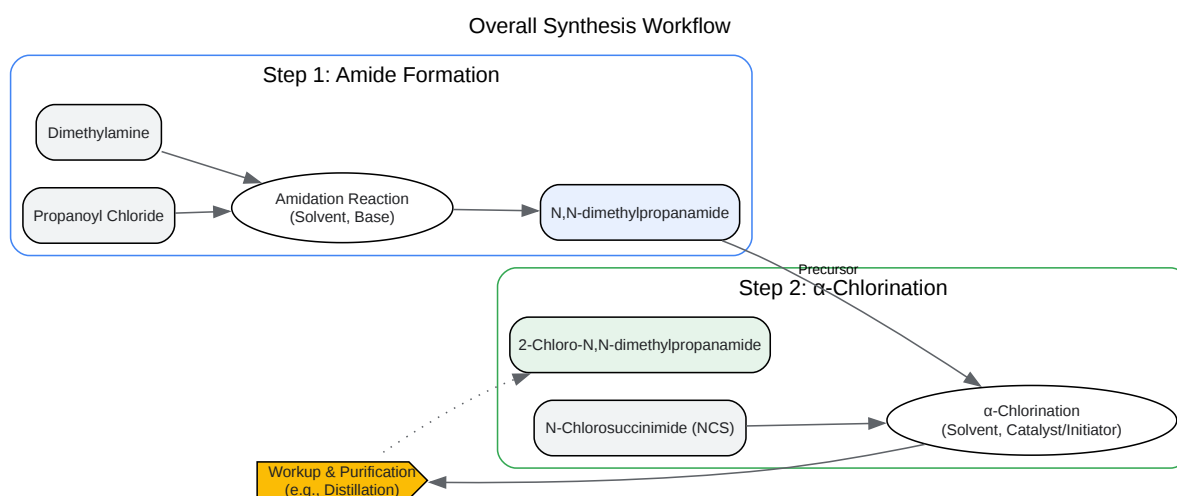 Overall Synthesis Workflow
Step 1: Amide Formation
Dimethylamine
Propanoyl Chloride
Amidation Reaction
(Solvent, Base)
N,N-dimethylpropanamide
Precursor
Step 2: α-Chlorination
2-Chloro-N,N-dimethylpropanamide
N-Chlorosuccinimide (NCS)
α-Chlorination
(Solvent, Catalyst/Initiator)
Workup & Purification
(e.g., Distillation)